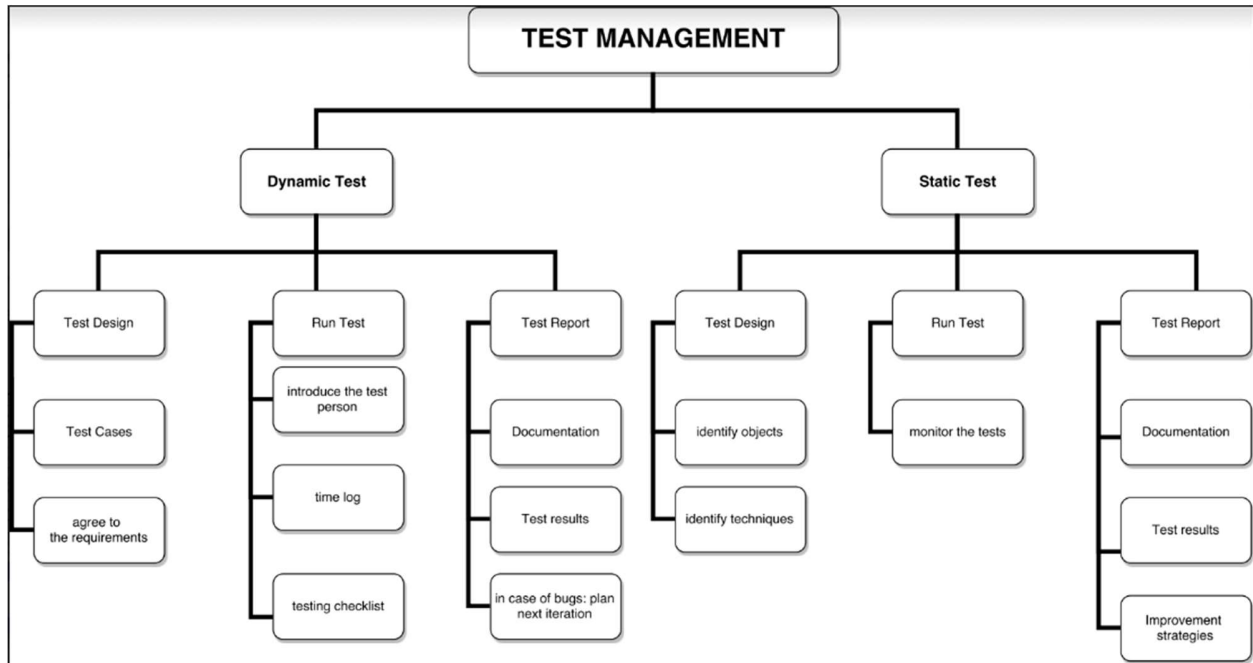 TEST MANAGEMENT
Dynamic Test
Static Test
Test Design
Run Test
Test Report
Test Design
Run Test
Test Report
introduce the test
person
Test Cases
Documentation
identify objects
monitor the tests
Documentation
time log
agree to
the requirements
Test results
identify techniques
Test results
testing checklist
in case of bugs: plan
next iteration
Improvement
strategies